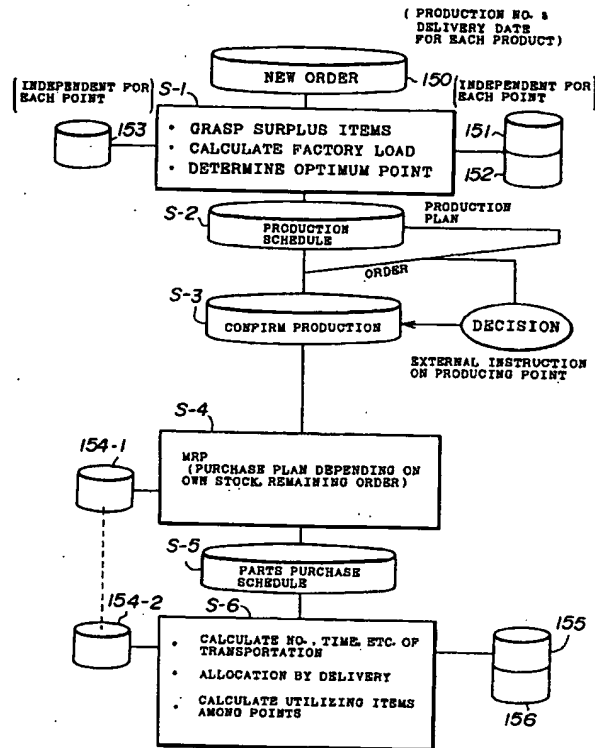 ( PRODUCTION NO. &
DELIVERY DATE
FOR EACH PRODUCT)
NEW ORDER
150
(INDEPENDENT FOR
EACH POINT)
S-1
(INDEPENDENT FOR
EACH POINT)
153
• GRASP SURPLUS ITEMS
• CALCULATE FACTORY LOAD
• DETERMINE OPTIMUM POINT
151
152
S-2
PRODUCTION
SCHEDULE
PRODUCTION
PLAN
ORDER
S-3
CONFIRM PRODUCTION
DECISION
EXTERNAL INSTRUCTION
ON PRODUCING POINT
S-4
154-1
MRP
(PURCHASE PLAN DEPENDING ON
OWN STOCK, REMAINING ORDER)
S-5
PARTS PURCHASE
SCHEDULE
S-6
154-2
• CALCULATE NO., TIME, ETC. OF
TRANSPORTATION
• ALLOCATION BY DELIVERY
• CALCULATE UTILIZING ITEMS
AMONG POINTS
155
156